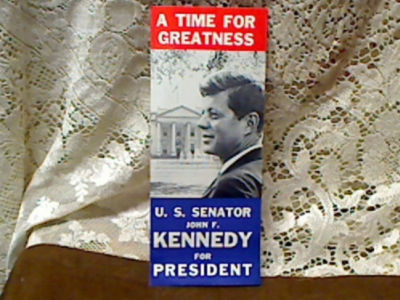 A TIME FOR
GREATNESS
U. S. SENATOR
JOHN F.
KENNEDY
FOR
PRESIDENT